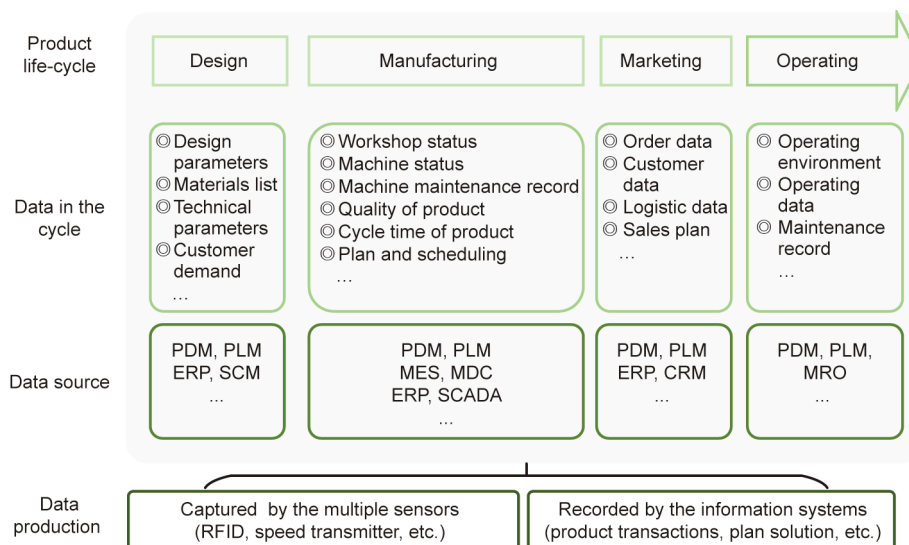 Product
life-cycle
Design
Manufacturing
Marketing
Operating
Data in the
cycle
◎ Design
parameters
◎ Materials list
◎ Technical
parameters
◎ Customer
demand
…
◎ Workshop status
◎ Machine status
◎ Machine maintenance record
◎ Quality of product
◎ Cycle time of product
◎ Plan and scheduling
…
◎ Order data
◎ Customer
data
◎ Logistic data
◎ Sales plan
…
◎ Operating
environment
◎ Operating
data
◎ Maintenance
record
…
Data source
PDM, PLM
ERP, SCM
…
PDM, PLM
MES, MDC
ERP, SCADA
…
PDM, PLM
ERP, CRM
…
PDM, PLM,
MRO
…
Data
production
Captured by the multiple sensors
(RFID, speed transmitter, etc.)
Recorded by the information systems
(product transactions, plan solution, etc.)